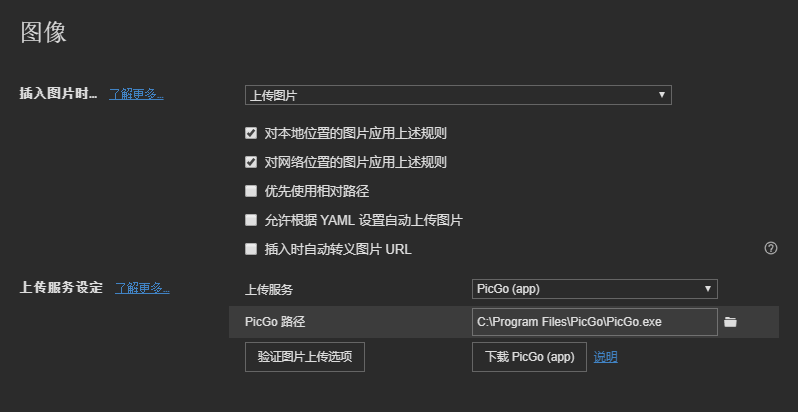 图像
插入图片时... 了解更多... 上传图片
对本地位置的图片应用上述规则
对网络位置的图片应用上述规则
优先使用相对路径
允许根据 YAML 设置自动上传图片
插入时自动转义图片 URL
上传服务设定 了解更多... 上传服务 PicGo (app)
PicGo 路径 C:\Program Files\PicGo\PicGo.exe
验证图片上传选项 下载 PicGo (app) 说明